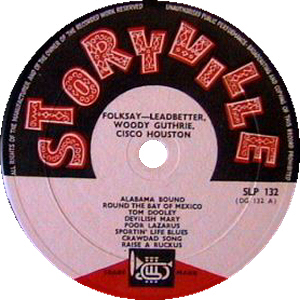 ALL RIGHTS OF THE MANUFACTURERS AND OF THE OWNER OF THE RECORDED WORK RESERVED
UNAUTHORISED PUBLIC PERFORMANCE, BROADCASTING AND COPYING OF THIS RECORD PROHIBITED
STORYVILLE
FOLKSAY—LEADBETTER,
WOODY GUTHRIE,
CISCO HOUSTON
SLP 132
(DG 132 A)
ALABAMA BOUND
ROUND THE BAY OF MEXICO
TOM DOOLEY
DEVILISH MARY
POOR LAZARUS
SPORTIN' LIFE BLUES
CRAWDAD SONG
RAISE A RUCKUS
TRADE MARK